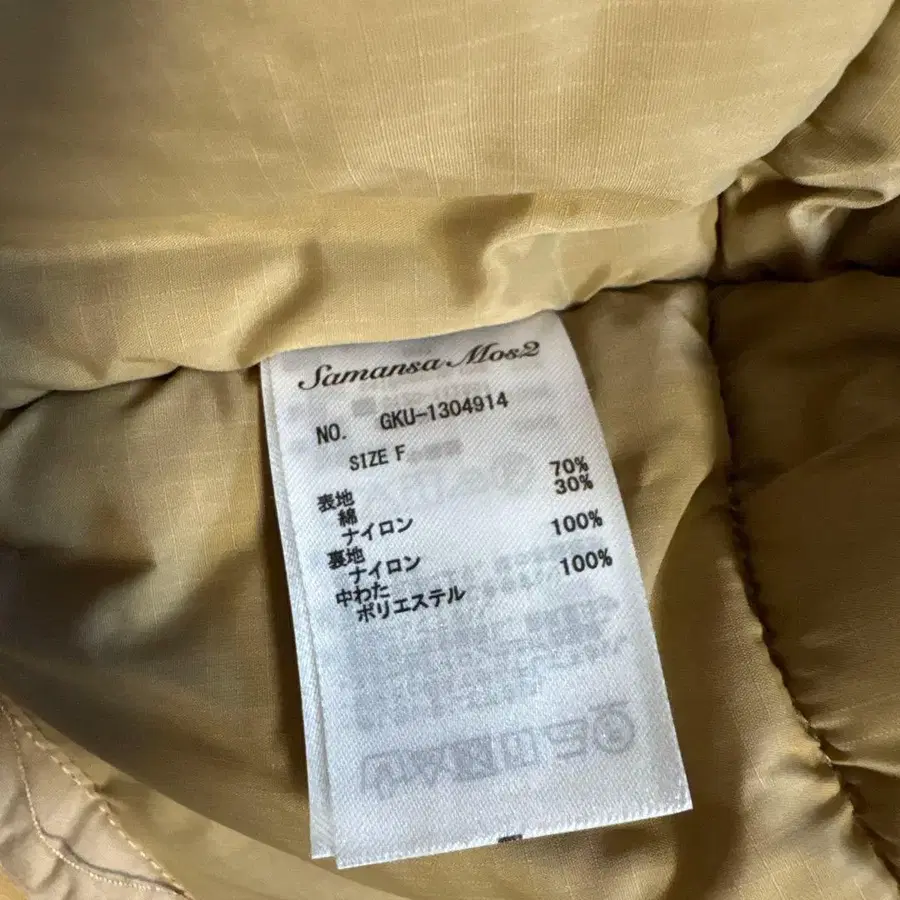 Samansa Mos2
NO. GKU-1304914
SIZE F
表地
綿 70%
ナイロン 30%
裏地
ナイロン 100%
中わた
ポリエステル 100%